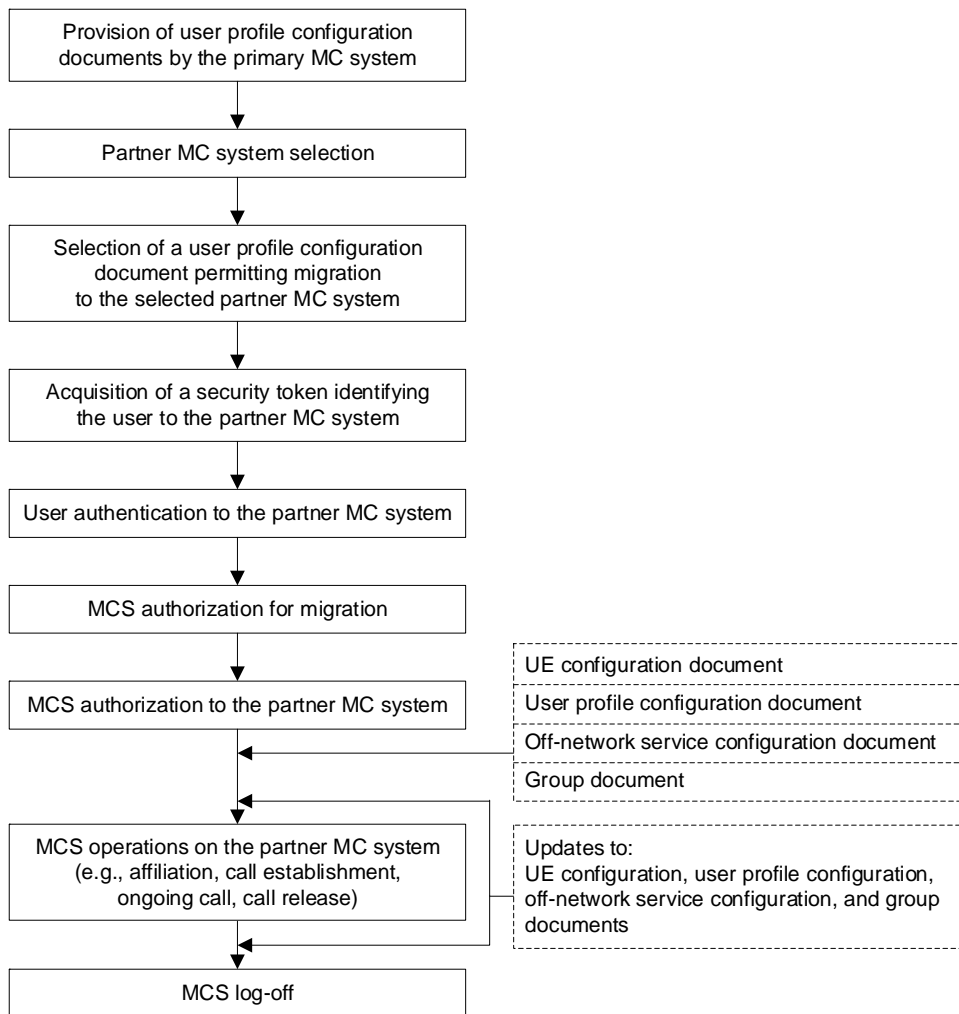 Provision of user profile configuration
documents by the primary MC system
Partner MC system selection
Selection of a user profile configuration
document permitting migration
to the selected partner MC system
Acquisition of a security token identifying
the user to the partner MC system
User authentication to the partner MC system
MCS authorization for migration
MCS authorization to the partner MC system
UE configuration document
User profile configuration document
Off-network service configuration document
Group document
MCS operations on the partner MC system
(e.g., affiliation, call establishment,
ongoing call, call release)
Updates to:
UE configuration, user profile configuration,
off-network service configuration, and group
documents
MCS log-off